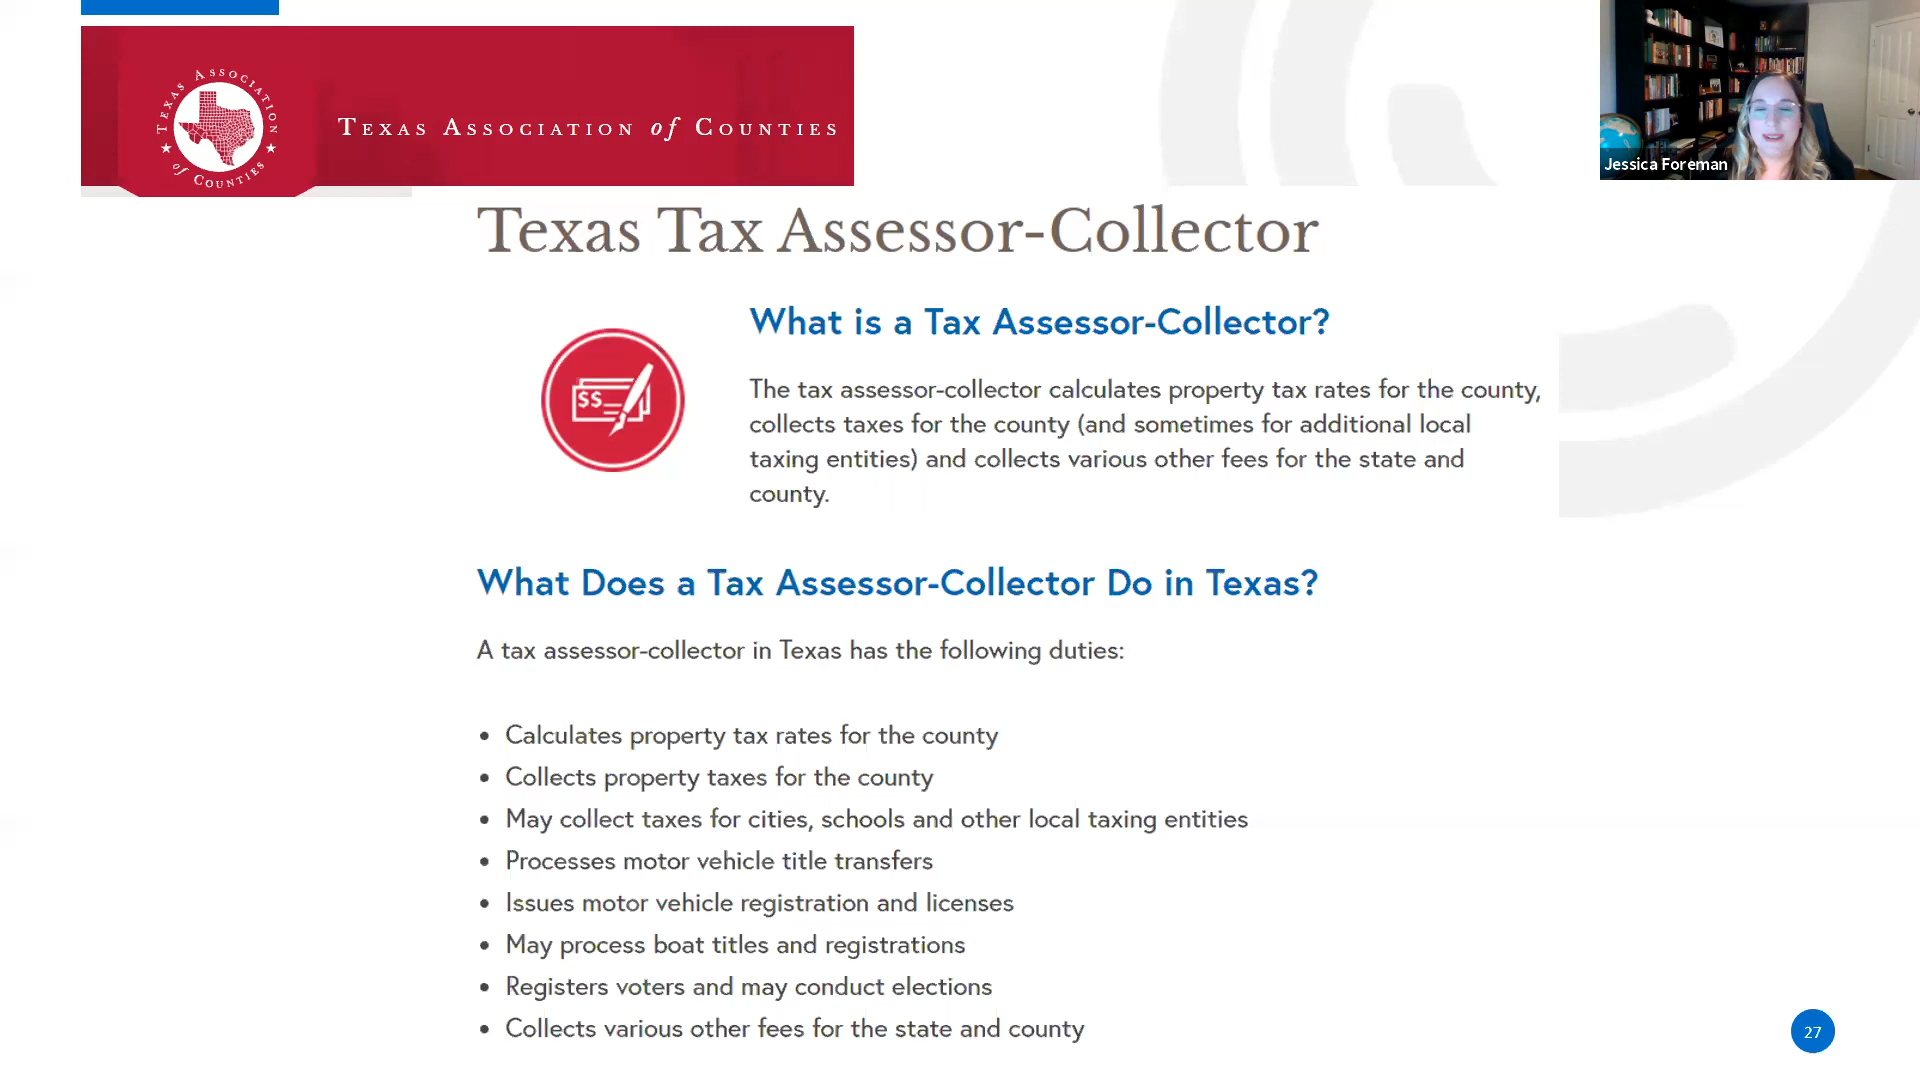 TEXAS ASSOCIATION
of COUNTIES
TEXAS ASSOCIATION of COUNTIES
Jessica Foreman
Texas Tax Assessor-Collector
What is a Tax Assessor-Collector?
$$
The tax assessor-collector calculates property tax rates for the county,
collects taxes for the county (and sometimes for additional local
taxing entities) and collects various other fees for the state and
county.
What Does a Tax Assessor-Collector Do in Texas?
A tax assessor-collector in Texas has the following duties:
• Calculates property tax rates for the county
• Collects property taxes for the county
• May collect taxes for cities, schools and other local taxing entities
• Processes motor vehicle title transfers
• Issues motor vehicle registration and licenses
• May process boat titles and registrations
• Registers voters and may conduct elections
• Collects various other fees for the state and county
27